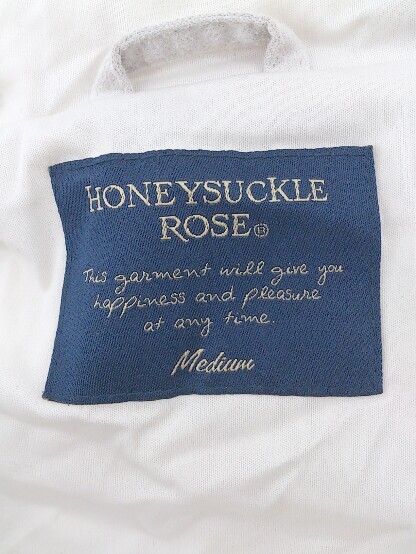 HONEYSUCKLE
ROSE®
This garment will give you
happiness and pleasure
at any time.
Medium